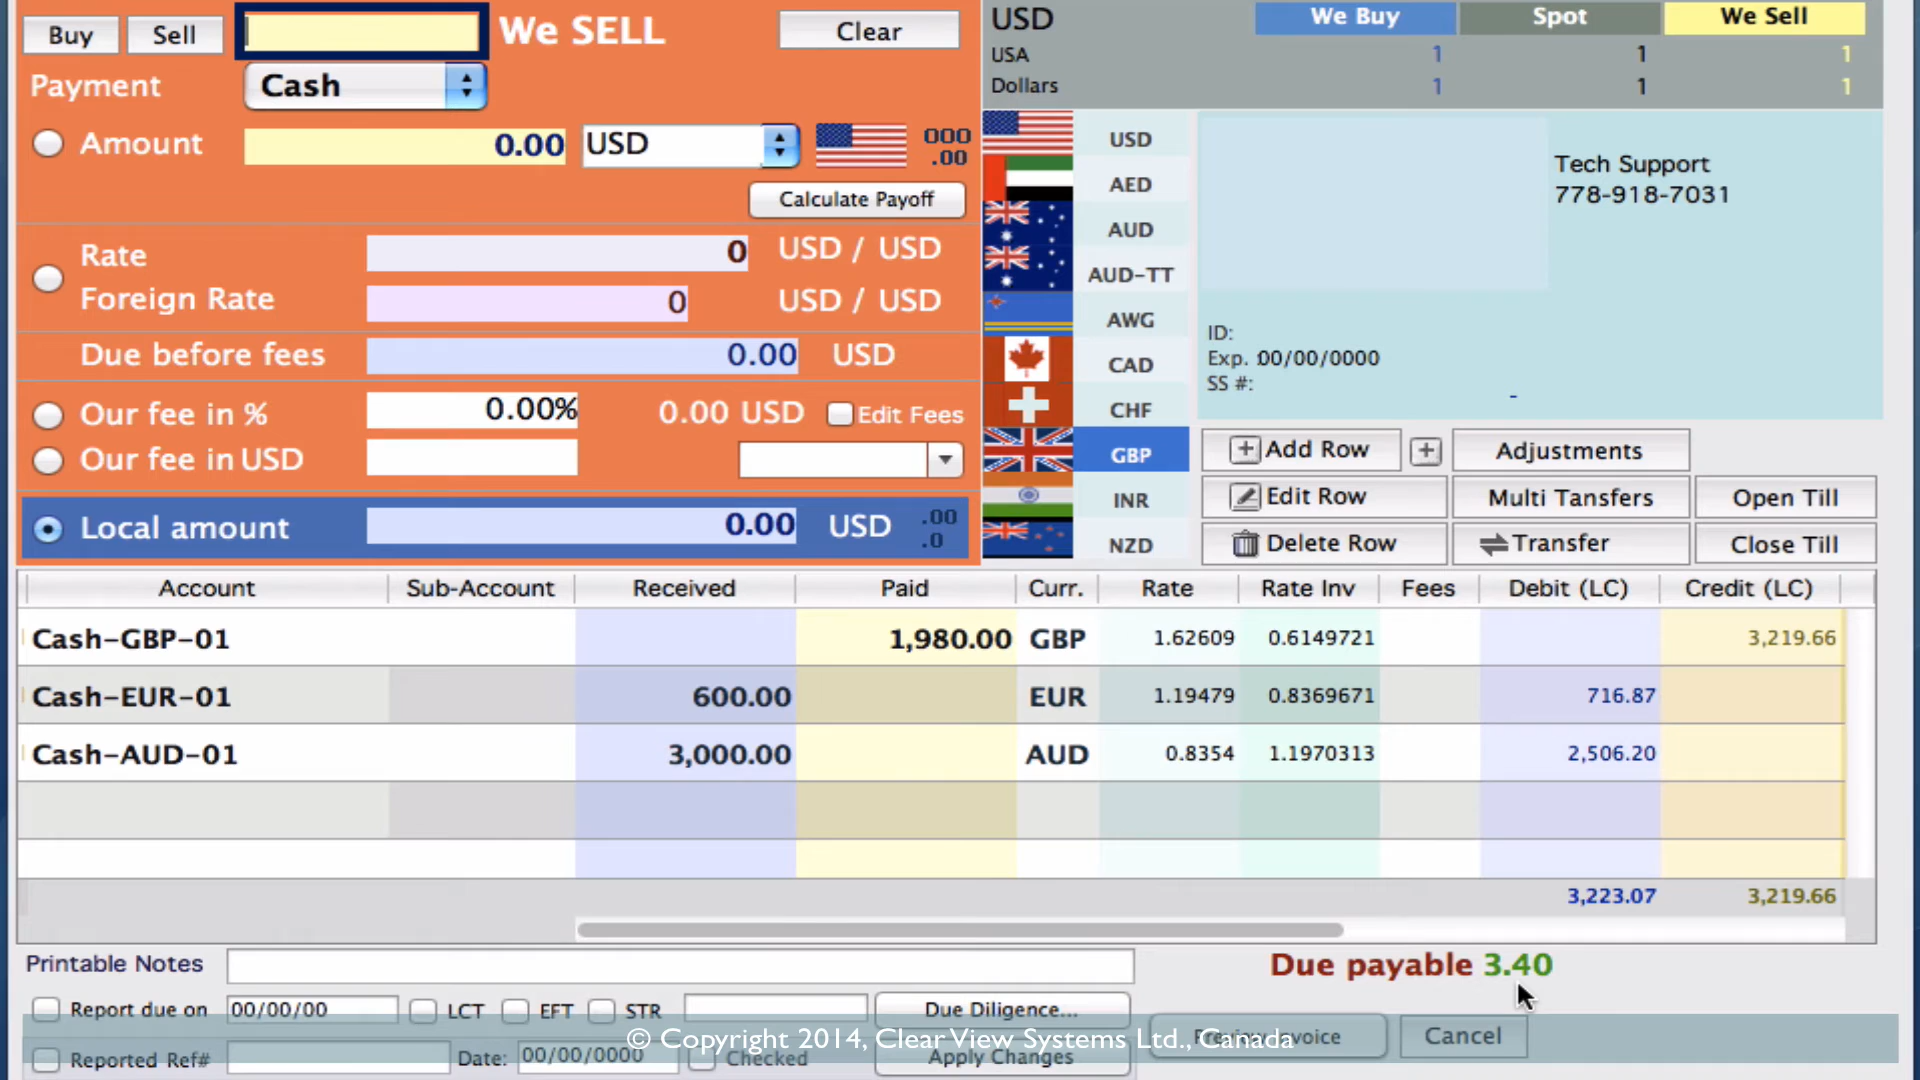 Buy Sell We SELL Clear
Payment Cash
Amount 0.00 USD 000 .00
Calculate Payoff
Rate 0 USD / USD
Foreign Rate 0 USD / USD
Due before fees 0.00 USD
Our fee in % 0.00% 0.00 USD Edit Fees
Our fee in USD
Local amount 0.00 USD .00 .0
USD We Buy Spot We Sell
USA 1 1 1
Dollars 1 1 1
USD
AED
AUD
AUD-TT
AWG
CAD
CHF
GBP
INR
NZD
Tech Support
778-918-7031
ID:
Exp. 00/00/0000
SS #:
-
Add Row Adjustments
Edit Row Multi Tansfers Open Till
Delete Row Transfer Close Till
Account Sub-Account Received Paid Curr. Rate Rate Inv Fees Debit (LC) Credit (LC)
Cash-GBP-01 1,980.00 GBP 1.62609 0.6149721 3,219.66
Cash-EUR-01 600.00 EUR 1.19479 0.8369671 716.87
Cash-AUD-01 3,000.00 AUD 0.8354 1.1970313 2,506.20
3,223.07 3,219.66
Printable Notes Due payable 3.40
Report due on 00/00/00 LCT EFT STR Due Diligence...
© Copyright 2014, Clear View Systems Ltd., Canada
Cancel
Reported Ref# Date: 00/00/0000 Checked Apply Changes